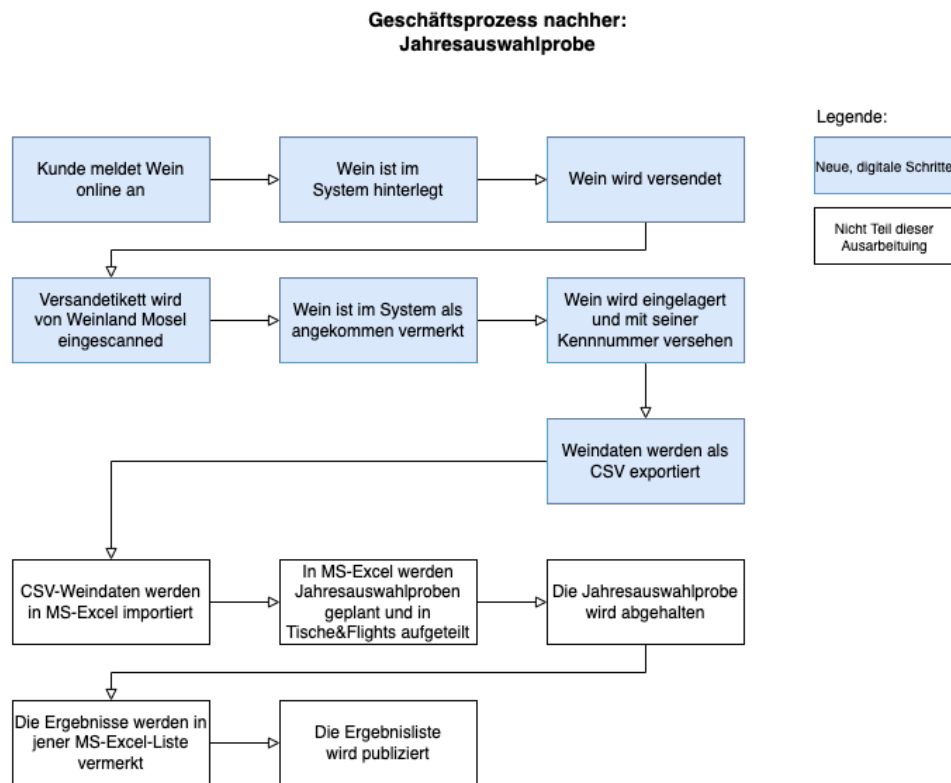 Geschäftsprozess nachher:
Jahresauswahlprobe
Legende:
Neue, digitale Schritte
Nicht Teil dieser
Ausarbeituing
Kunde meldet Wein
online an
Wein ist im
System hinterlegt
Wein wird versendet
Versandetikett wird
von Weinland Mosel
eingescanned
Wein ist im System als
angekommen vermerkt
Wein wird eingelagert
und mit seiner
Kennnummer versehen
Weindaten werden als
CSV exportiert
CSV-Weindaten werden
in MS-Excel importiert
In MS-Excel werden
Jahresauswahlproben
geplant und in
Tische&Flights aufgeteilt
Die Jahresauswahlprobe
wird abgehalten
Die Ergebnisse werden in
jener MS-Excel-Liste
vermerkt
Die Ergebnisliste
wird publiziert